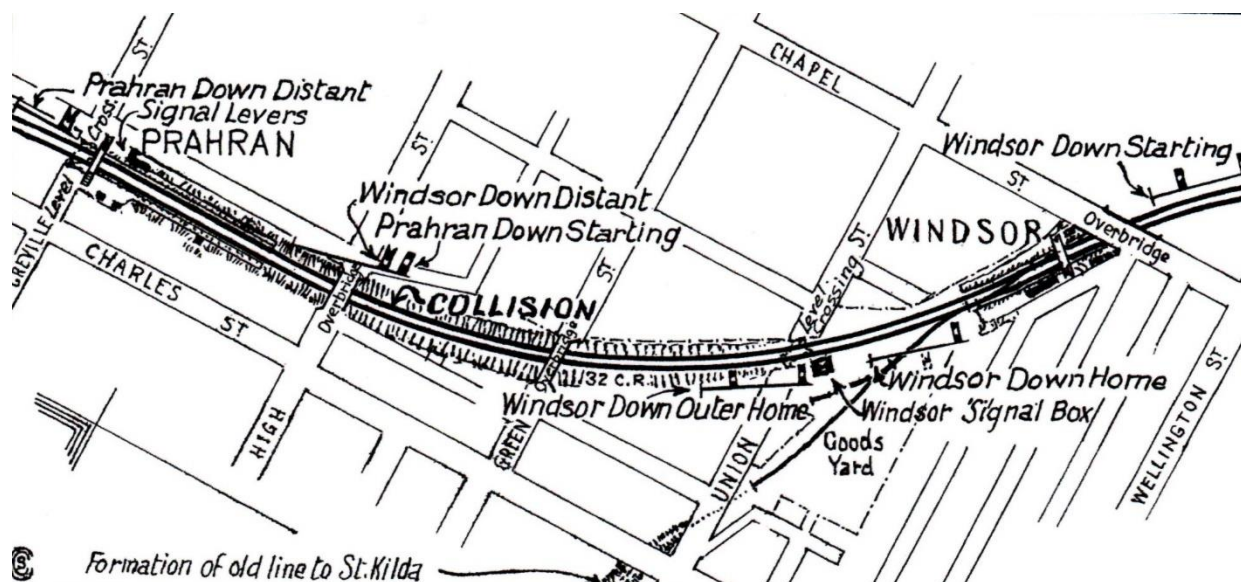 ST.
CHAPEL
ST.
Prahran Down Distant
Signal Levers
PRAHRAN
Level Cross.
GREVILLE
CHARLES
ST
ST.
Windsor Down Distant
Prahran Down Starting
COLLISION
Overbridge
HIGH
ST.
Overbridge
GREEN
32 C.R.
Windsor Down Outer Home
ST.
Level
Crossing
UNION
WINDSOR
Windsor Down Starting
Overbridge
Windsor Down Home
Windsor Signal Box
Goods
Yard
WELLINGTON
ST
Formation of old line to St.Kilda